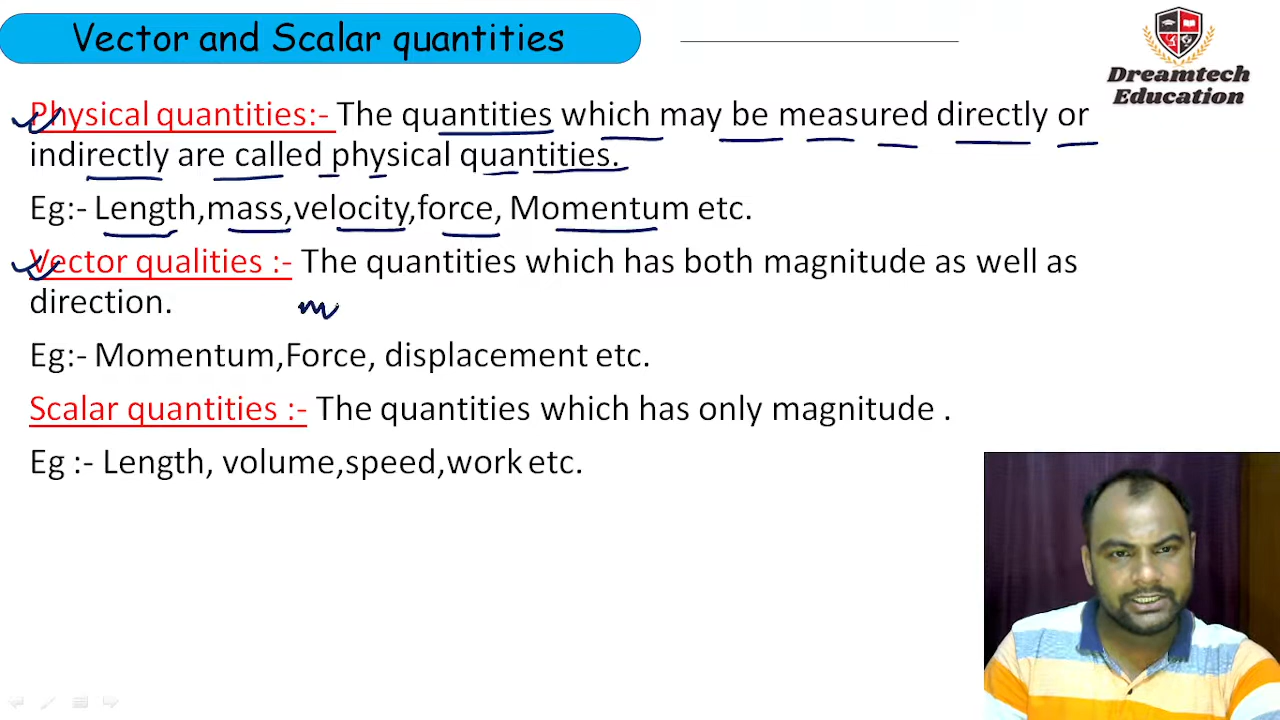 Vector and Scalar quantities
Dreamtech
Education
Physical quantities:- The quantities which may be measured directly or
indirectly are called physical quantities.
Eg:- Length,mass,velocity,force, Momentum etc.
Vector qualities :- The quantities which has both magnitude as well as
direction.
m
Eg:- Momentum,Force, displacement etc.
Scalar quantities :- The quantities which has only magnitude .
Eg :- Length, volume,speed,work etc.